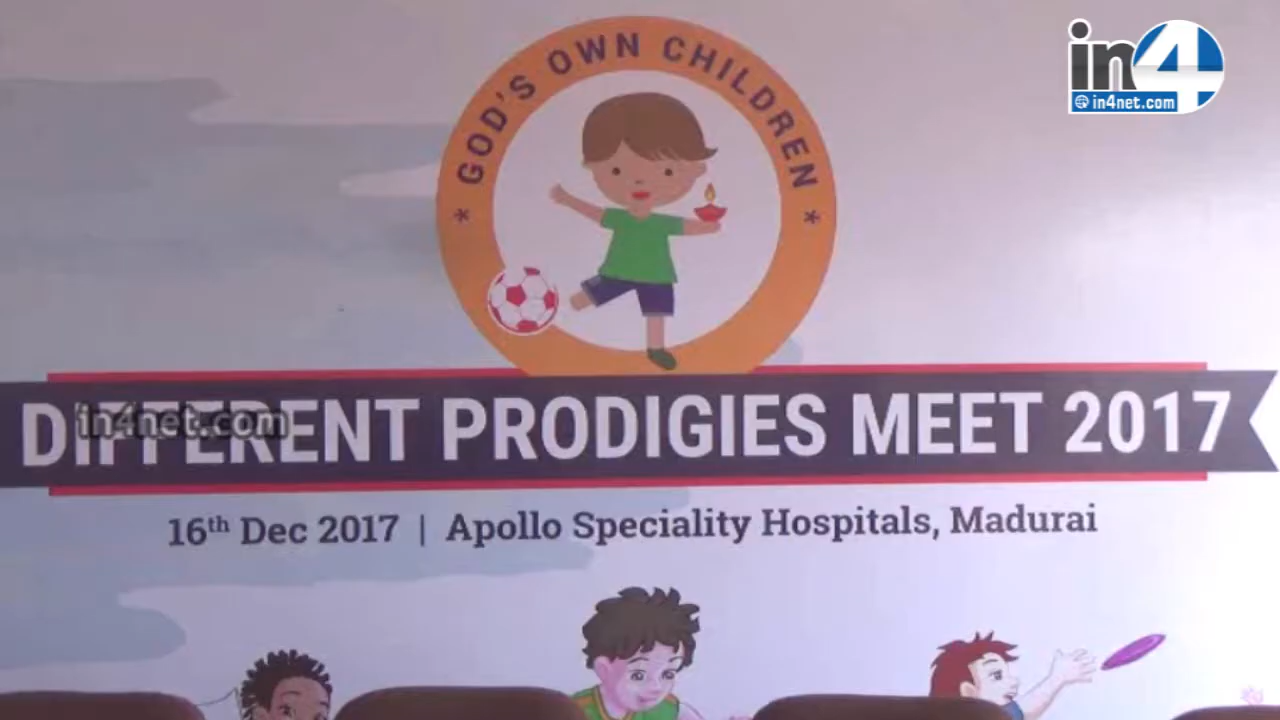 in4
in4net.com
* GOD'S OWN CHILDREN *
DIFFERENT PRODIGIES MEET 2017
in4net.com
16th Dec 2017 | Apollo Speciality Hospitals, Madurai